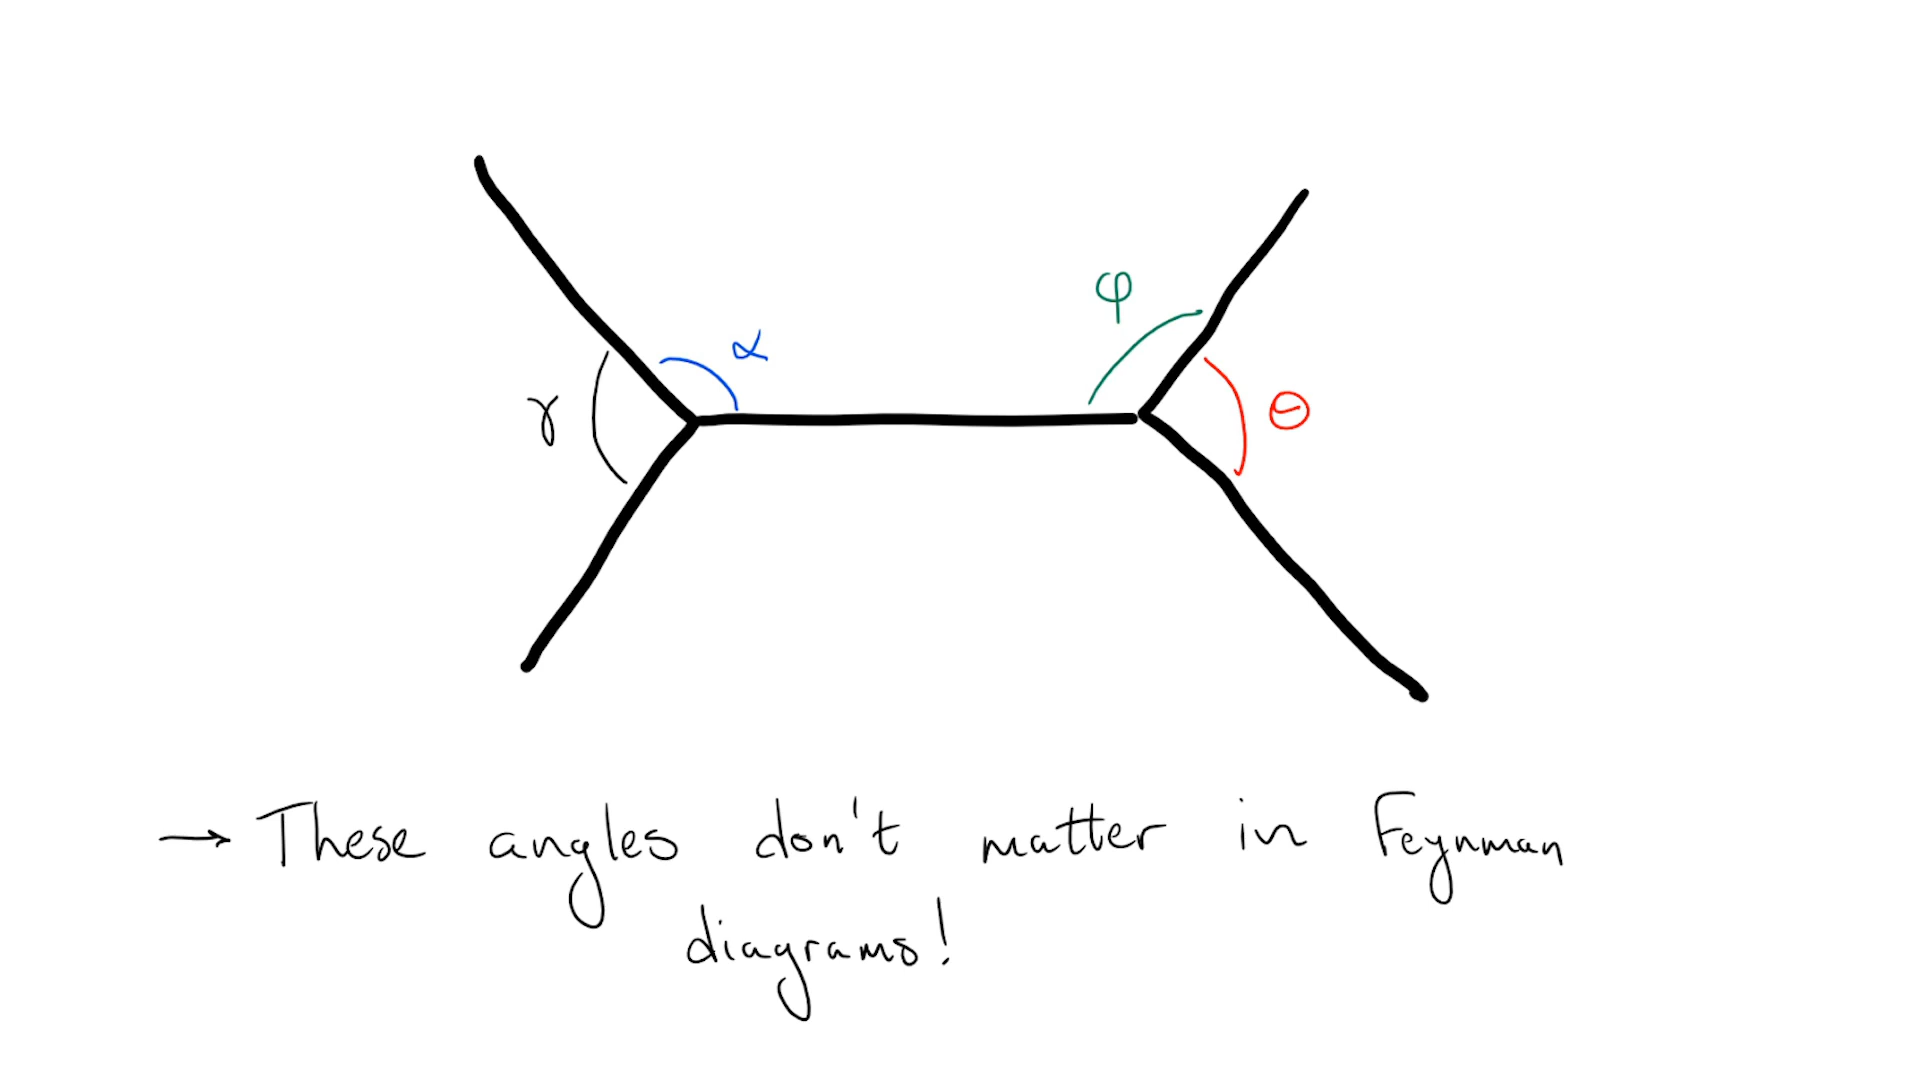 φ
α
γ
θ
→ These angles don't matter in Feynman
diagrams!